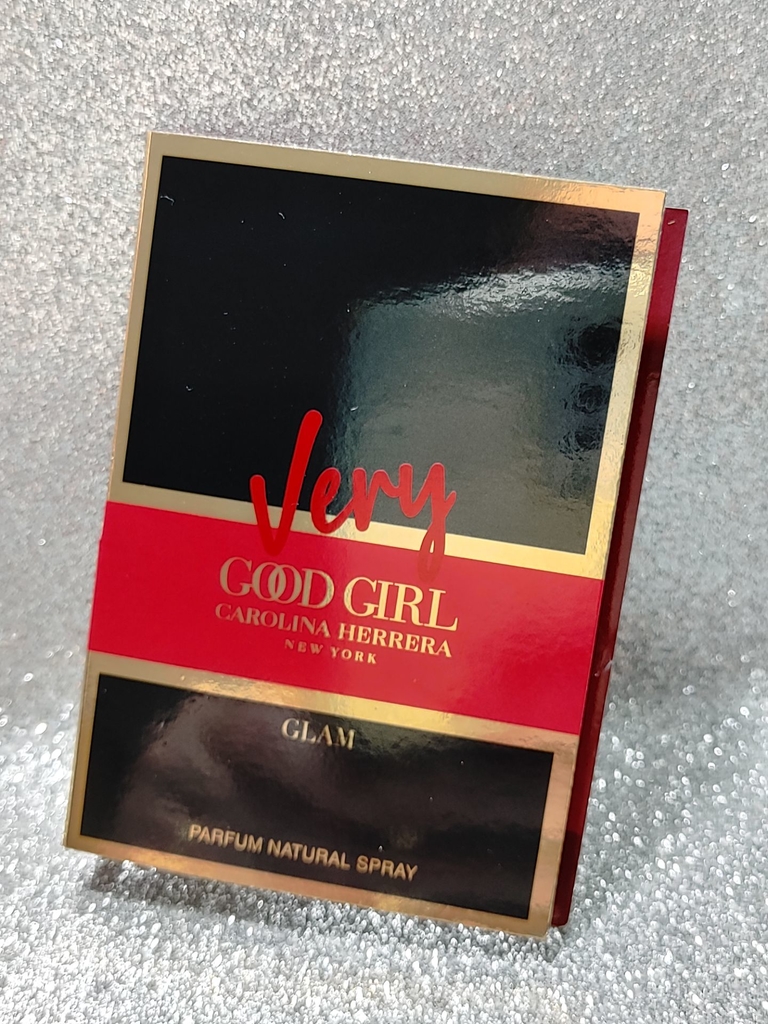 Very
GOOD GIRL
CAROLINA HERRERA
NEW YORK
GLAM
PARFUM NATURAL SPRAY